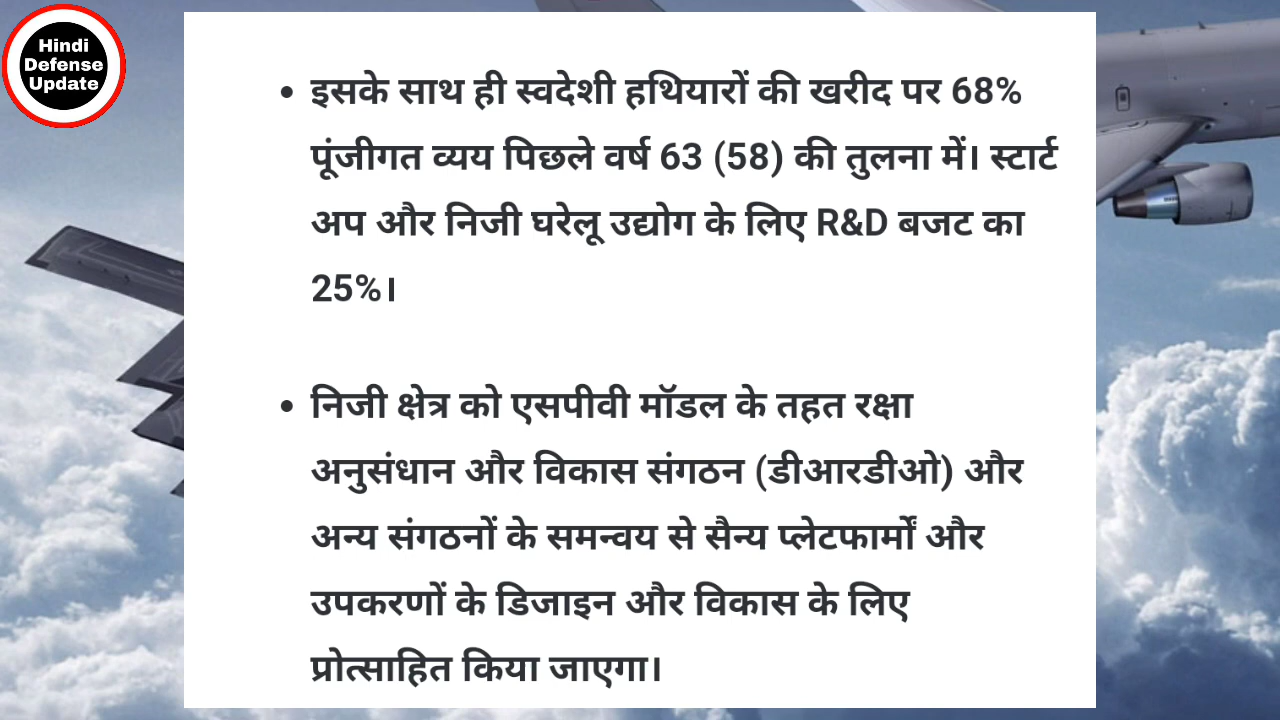 Hindi
Defense
Update
• इसके साथ ही स्वदेशी हथियारों की खरीद पर 68%
पूंजीगत व्यय पिछले वर्ष 63 (58) की तुलना में। स्टार्ट
अप और निजी घरेलू उद्योग के लिए R&D बजट का
25%।
• निजी क्षेत्र को एसपीवी मॉडल के तहत रक्षा
अनुसंधान और विकास संगठन (डीआरडीओ) और
अन्य संगठनों के समन्वय से सैन्य प्लेटफार्मों और
उपकरणों के डिजाइन और विकास के लिए
प्रोत्साहित किया जाएगा।